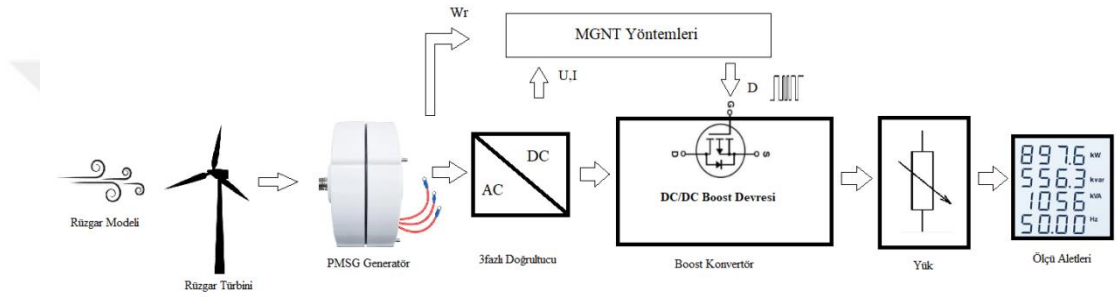 Wr
MGNT Yöntemleri
U,I
D
G
D
S
DC/DC Boost Devresi
DC
AC
897.6 kW
556.3 kvar
1056 kVA
50.00 Hz
Rüzgar Modeli
Rüzgar Türbini
PMSG Generatör
3fazlı Doğrultucu
Boost Konvertör
Yük
Ölçü Aletleri